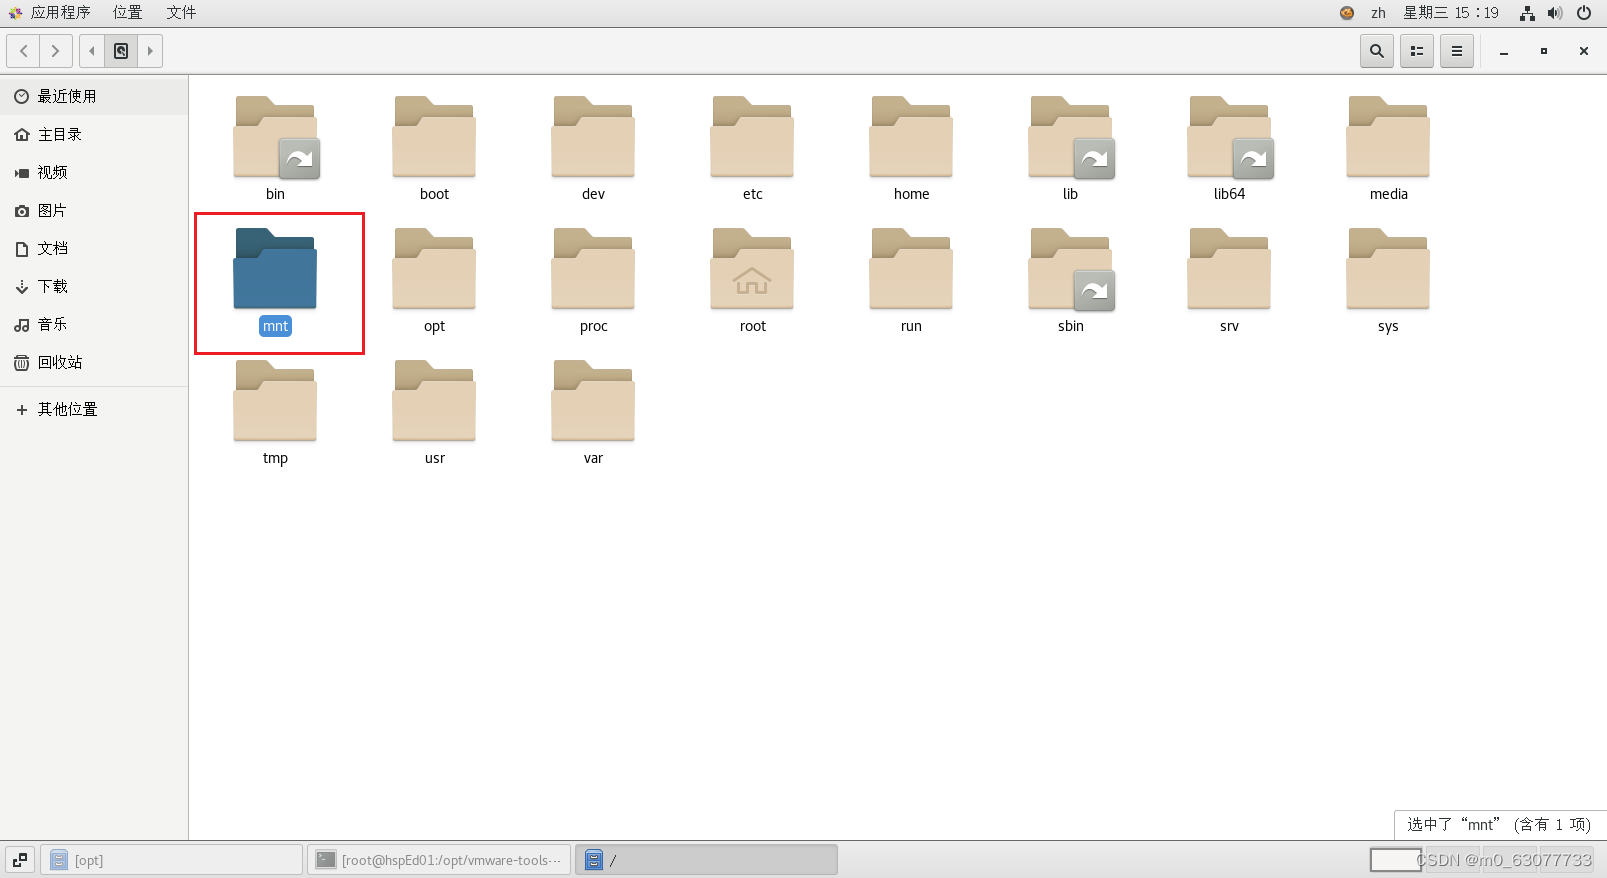 应用程序 位置 文件 zh 星期三 15：19
最近使用
主目录
视频
图片
文档
下载
音乐
回收站
其他位置
bin boot dev etc home lib lib64 media
mnt opt proc root run sbin srv sys
tmp usr var
选中了“mnt” (含有 1 项)
[opt] [root@hspEd01:/opt/vmware-tools-··· /
CSDN @m0_63077733